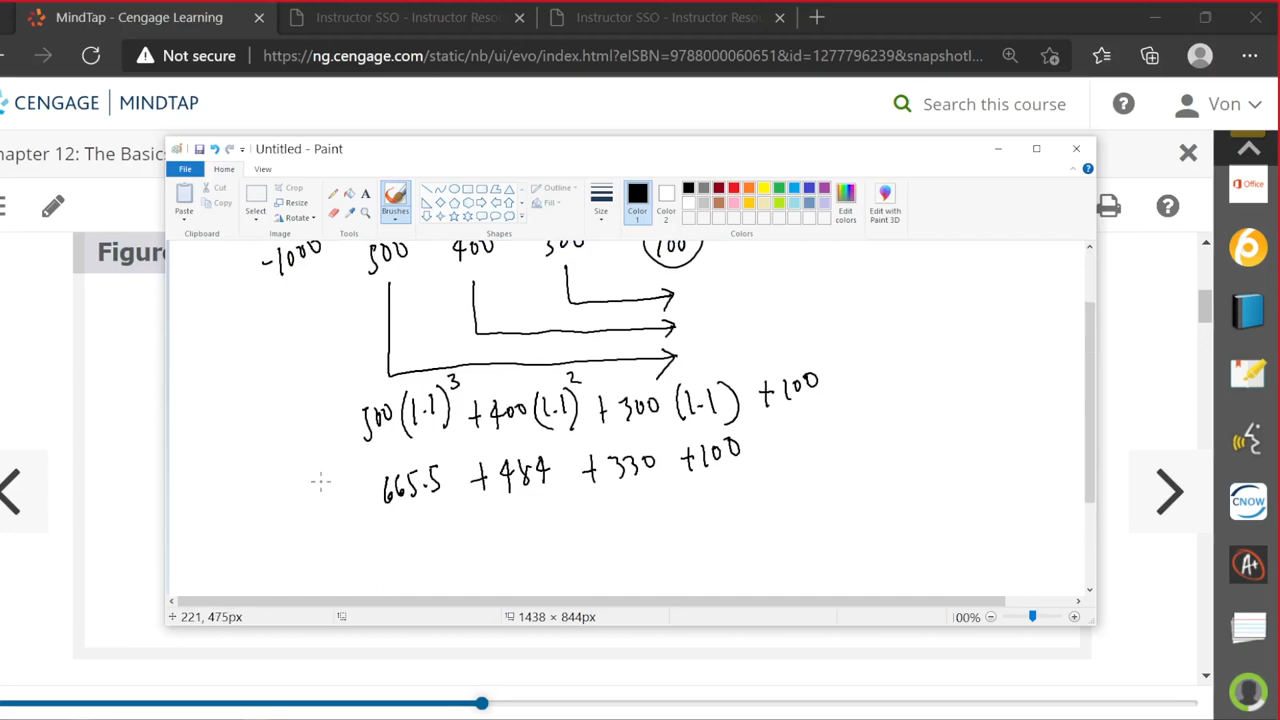 MindTap - Cengage Learning
Instructor SSO - Instructor Reso
Instructor SSO - Instructor Reso
Not secure
https://ng.cengage.com/static/nb/ui/evo/index.html?eISBN=9788000060651&id=1277796239&snapshotI...
CENGAGE | MINDTAP
Search this course
Von
hapter 12: The Basic
Untitled - Paint
File
Home
View
Paste
Cut
Copy
Clipboard
Select
Crop
Resize
Rotate
Image
Tools
Brushes
Shapes
Outline
Fill
Size
Color 1
Color 2
Edit colors
Colors
Edit with Paint 3D
Office
Figure
-1000 500 400 300 100
500(1.1)^3 +400(1.1)^2 +300(1.1) +100
665.5 +484 +330 +100
CNOW
A+
221, 475px
1438 × 844px
100%